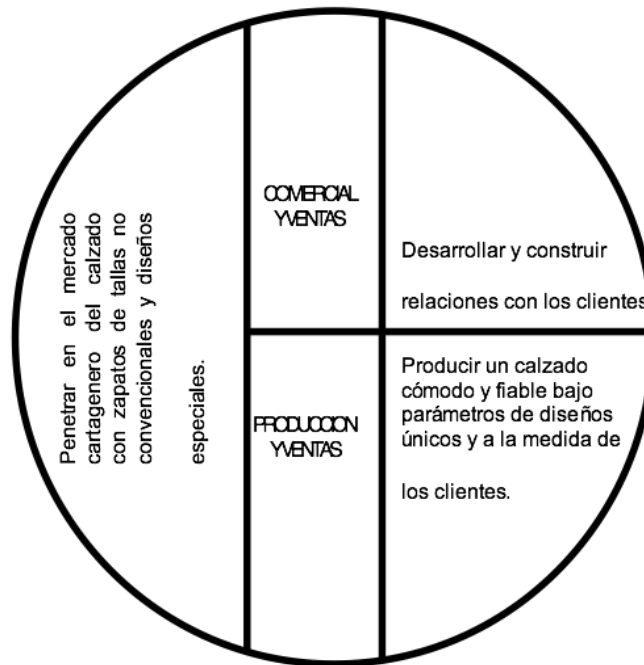 Penetrar en el mercado
cartagenero del calzado
con zapatos de tallas no
convencionales y diseños
especiales.
COMERCIAL
Y VENTAS
Desarrollar y construir
relaciones con los clientes
PRODUCCION
Y VENTAS
Producir un calzado
cómodo y fiable bajo
parámetros de diseños
únicos y a la medida de
los clientes.